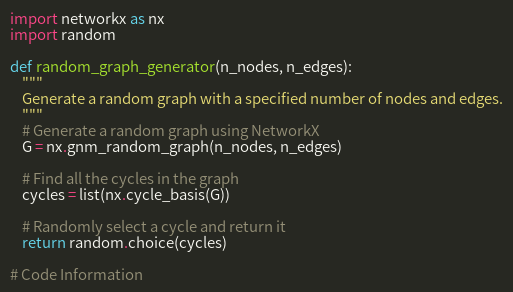 import networkx as nx
import random

def random_graph_generator(n_nodes, n_edges):
    """
    Generate a random graph with a specified number of nodes and edges.
    """
    # Generate a random graph using NetworkX
    G = nx.gnm_random_graph(n_nodes, n_edges)

    # Find all the cycles in the graph
    cycles = list(nx.cycle_basis(G))

    # Randomly select a cycle and return it
    return random.choice(cycles)

# Code Information